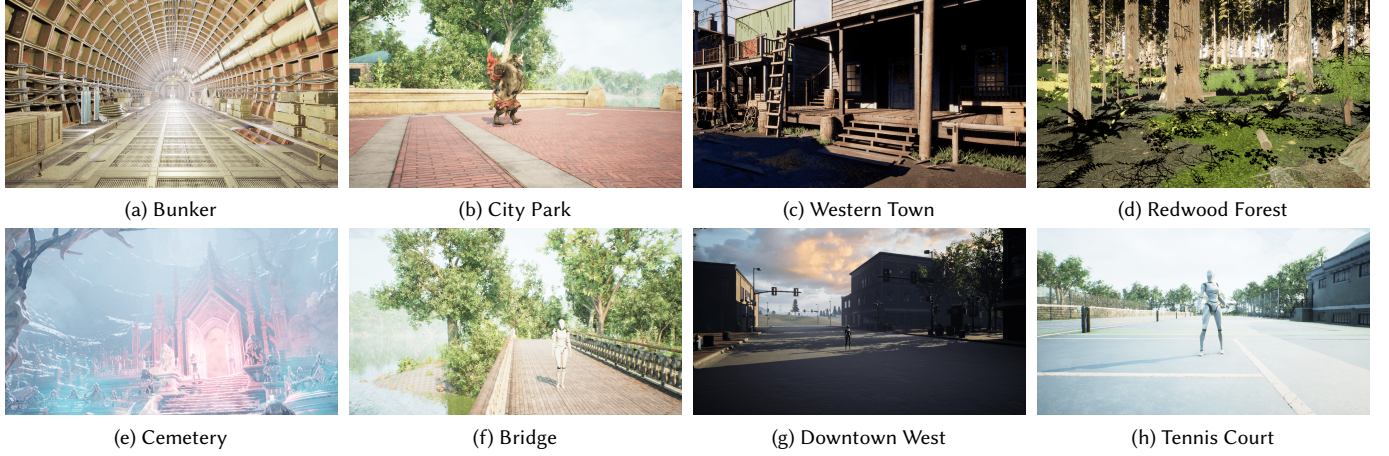 (a) Bunker
(b) City Park
(c) Western Town
(d) Redwood Forest
(e) Cemetery
(f) Bridge
(g) Downtown West
(h) Tennis Court